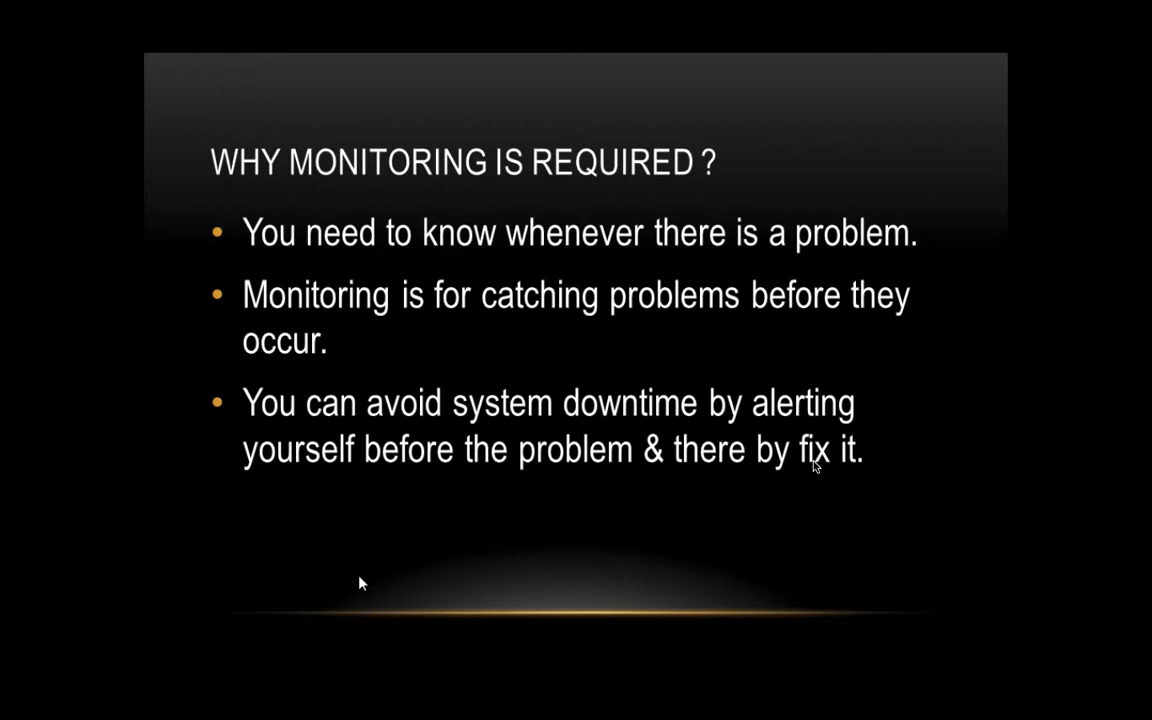 WHY MONITORING IS REQUIRED ?
• You need to know whenever there is a problem.
• Monitoring is for catching problems before they
occur.
• You can avoid system downtime by alerting
yourself before the problem & there by fix it.